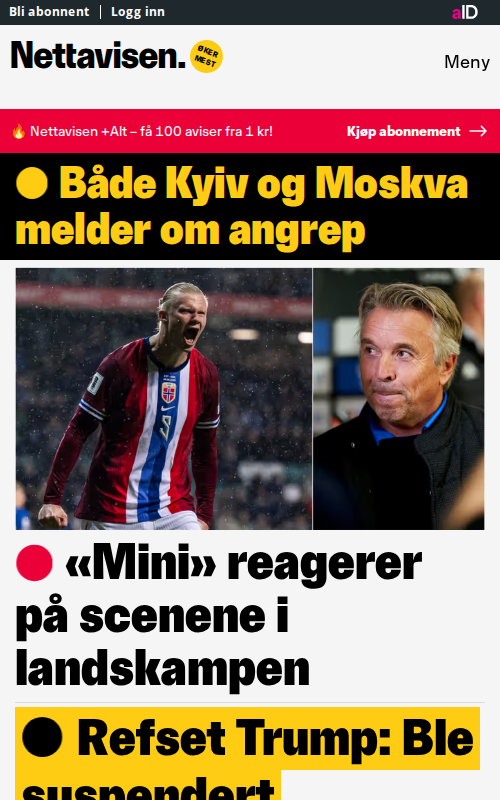 Bli abonnent | Logg inn
aID
Nettavisen.
ØKER
MEST
Meny
🔥 Nettavisen +Alt – få 100 aviser fra 1 kr!
Kjøp abonnement →
Både Kyiv og Moskva
melder om angrep
«Mini» reagerer
på scenene i
landskampen
Refset Trump: Ble
suspendert